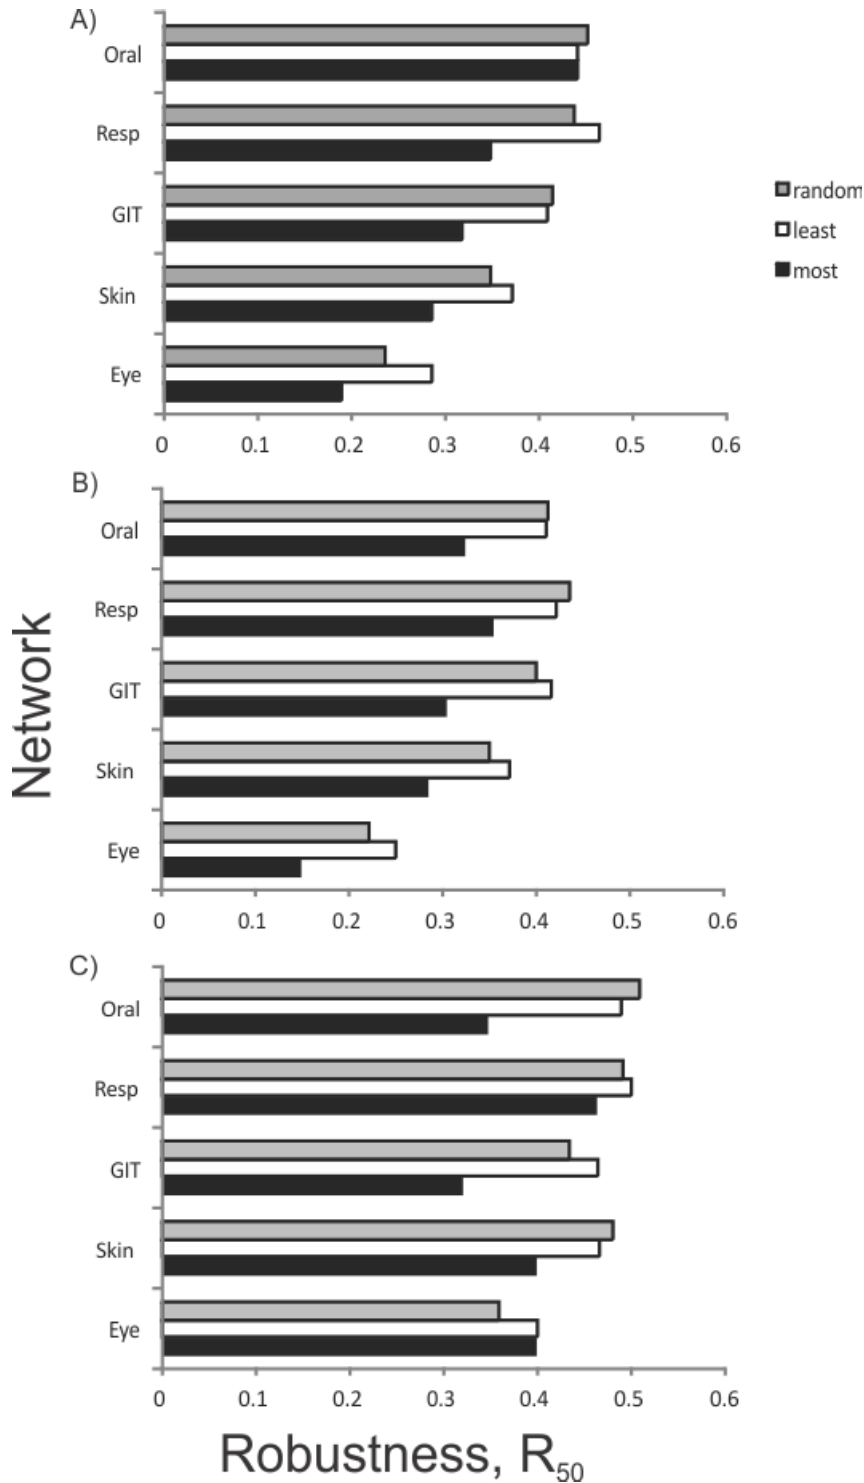 A)
Oral
Resp
GIT
Skin
Eye
0 0.1 0.2 0.3 0.4 0.5 0.6
random
least
most
B)
Oral
Resp
GIT
Skin
Eye
0 0.1 0.2 0.3 0.4 0.5 0.6
Network
C)
Oral
Resp
GIT
Skin
Eye
0 0.1 0.2 0.3 0.4 0.5 0.6
Robustness, R50